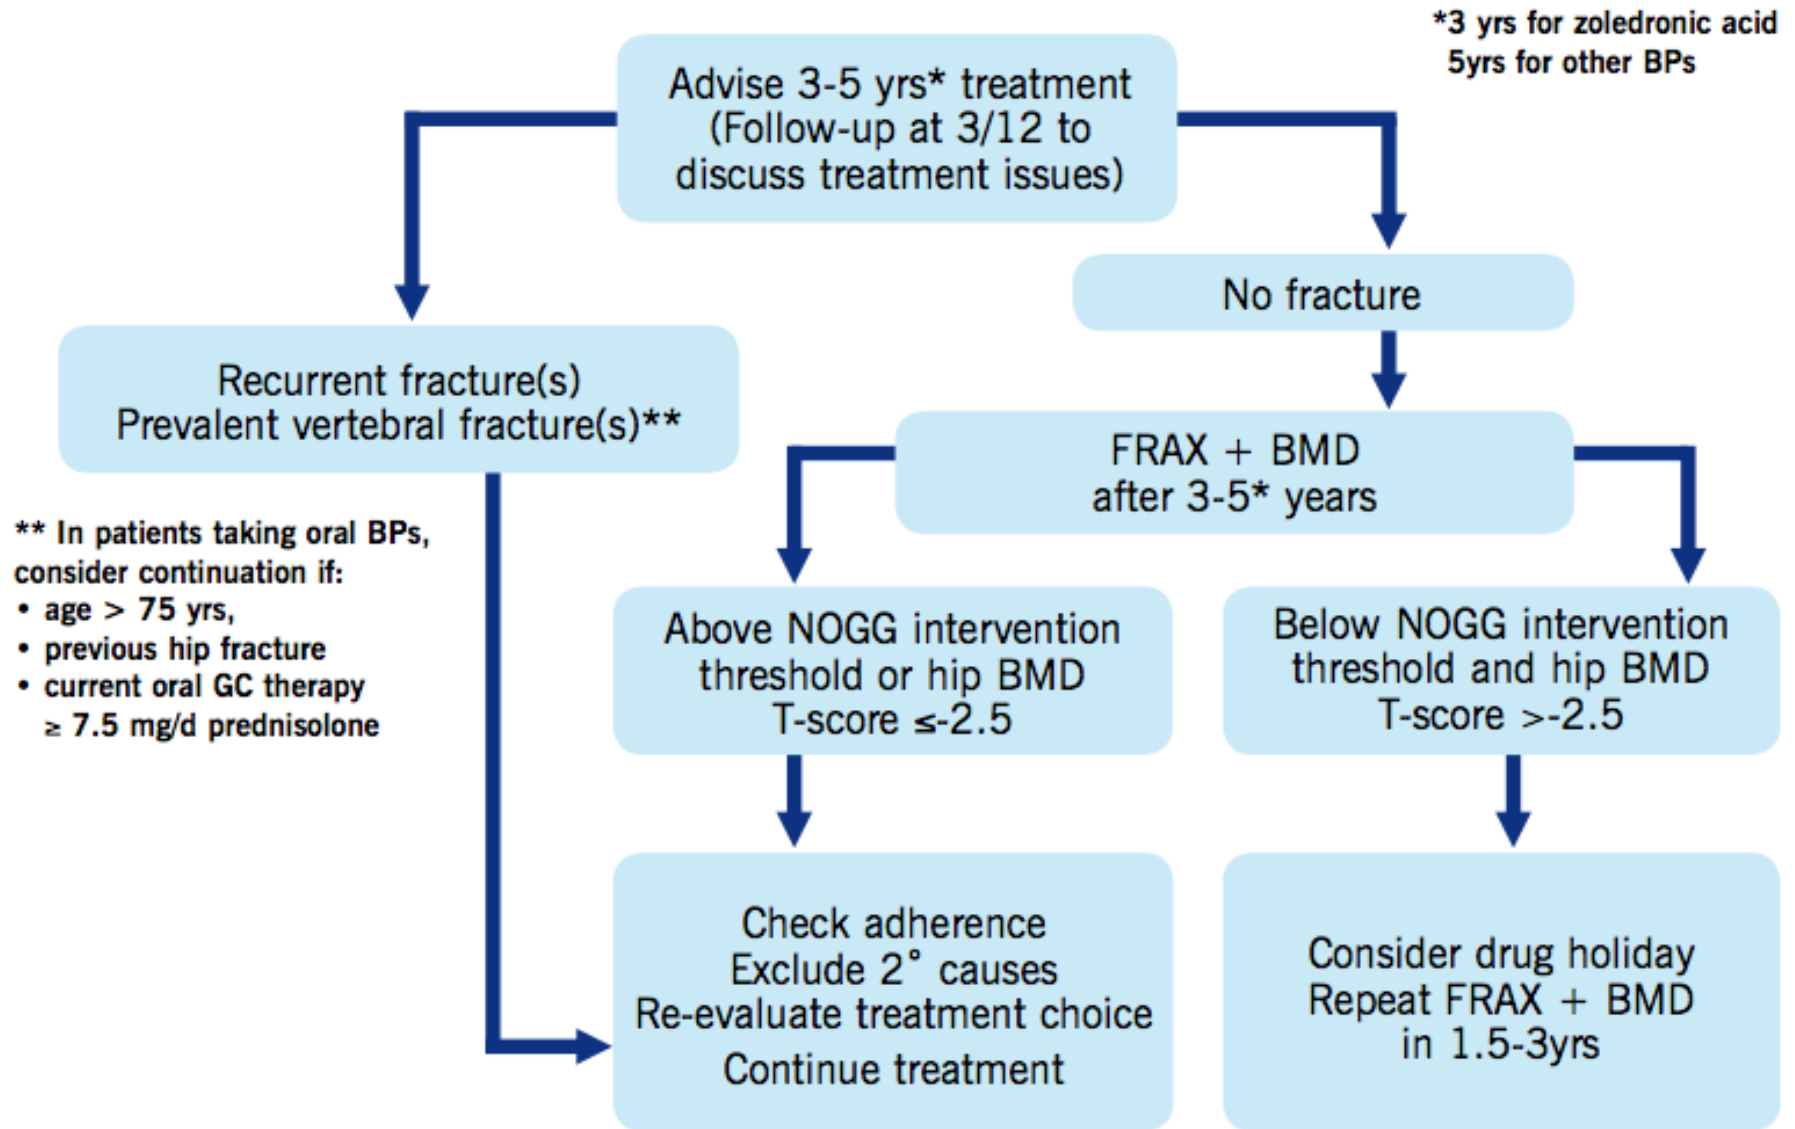 *3 yrs for zoledronic acid
5yrs for other BPs
Advise 3-5 yrs* treatment
(Follow-up at 3/12 to
discuss treatment issues)
No fracture
Recurrent fracture(s)
Prevalent vertebral fracture(s)**
FRAX + BMD
after 3-5* years
** In patients taking oral BPs,
consider continuation if:
• age > 75 yrs,
• previous hip fracture
• current oral GC therapy
≥ 7.5 mg/d prednisolone
Above NOGG intervention
threshold or hip BMD
T-score ≤-2.5
Below NOGG intervention
threshold and hip BMD
T-score >-2.5
Check adherence
Exclude 2° causes
Re-evaluate treatment choice
Continue treatment
Consider drug holiday
Repeat FRAX + BMD
in 1.5-3yrs